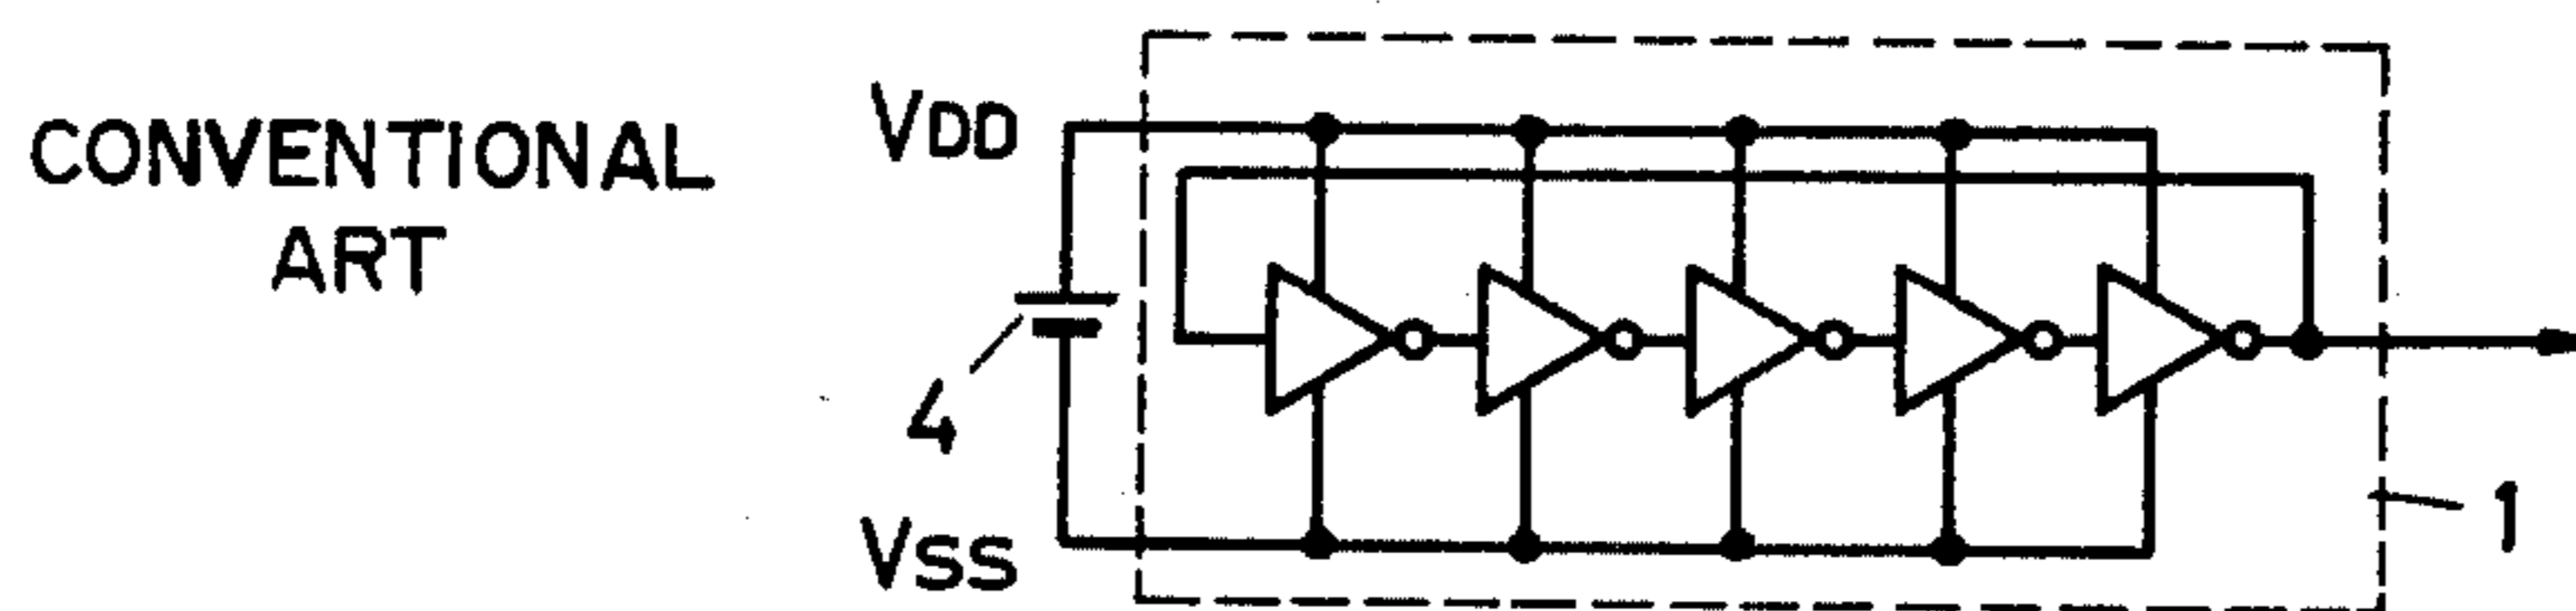 CONVENTIONAL
ART
VDD
4
VSS
1